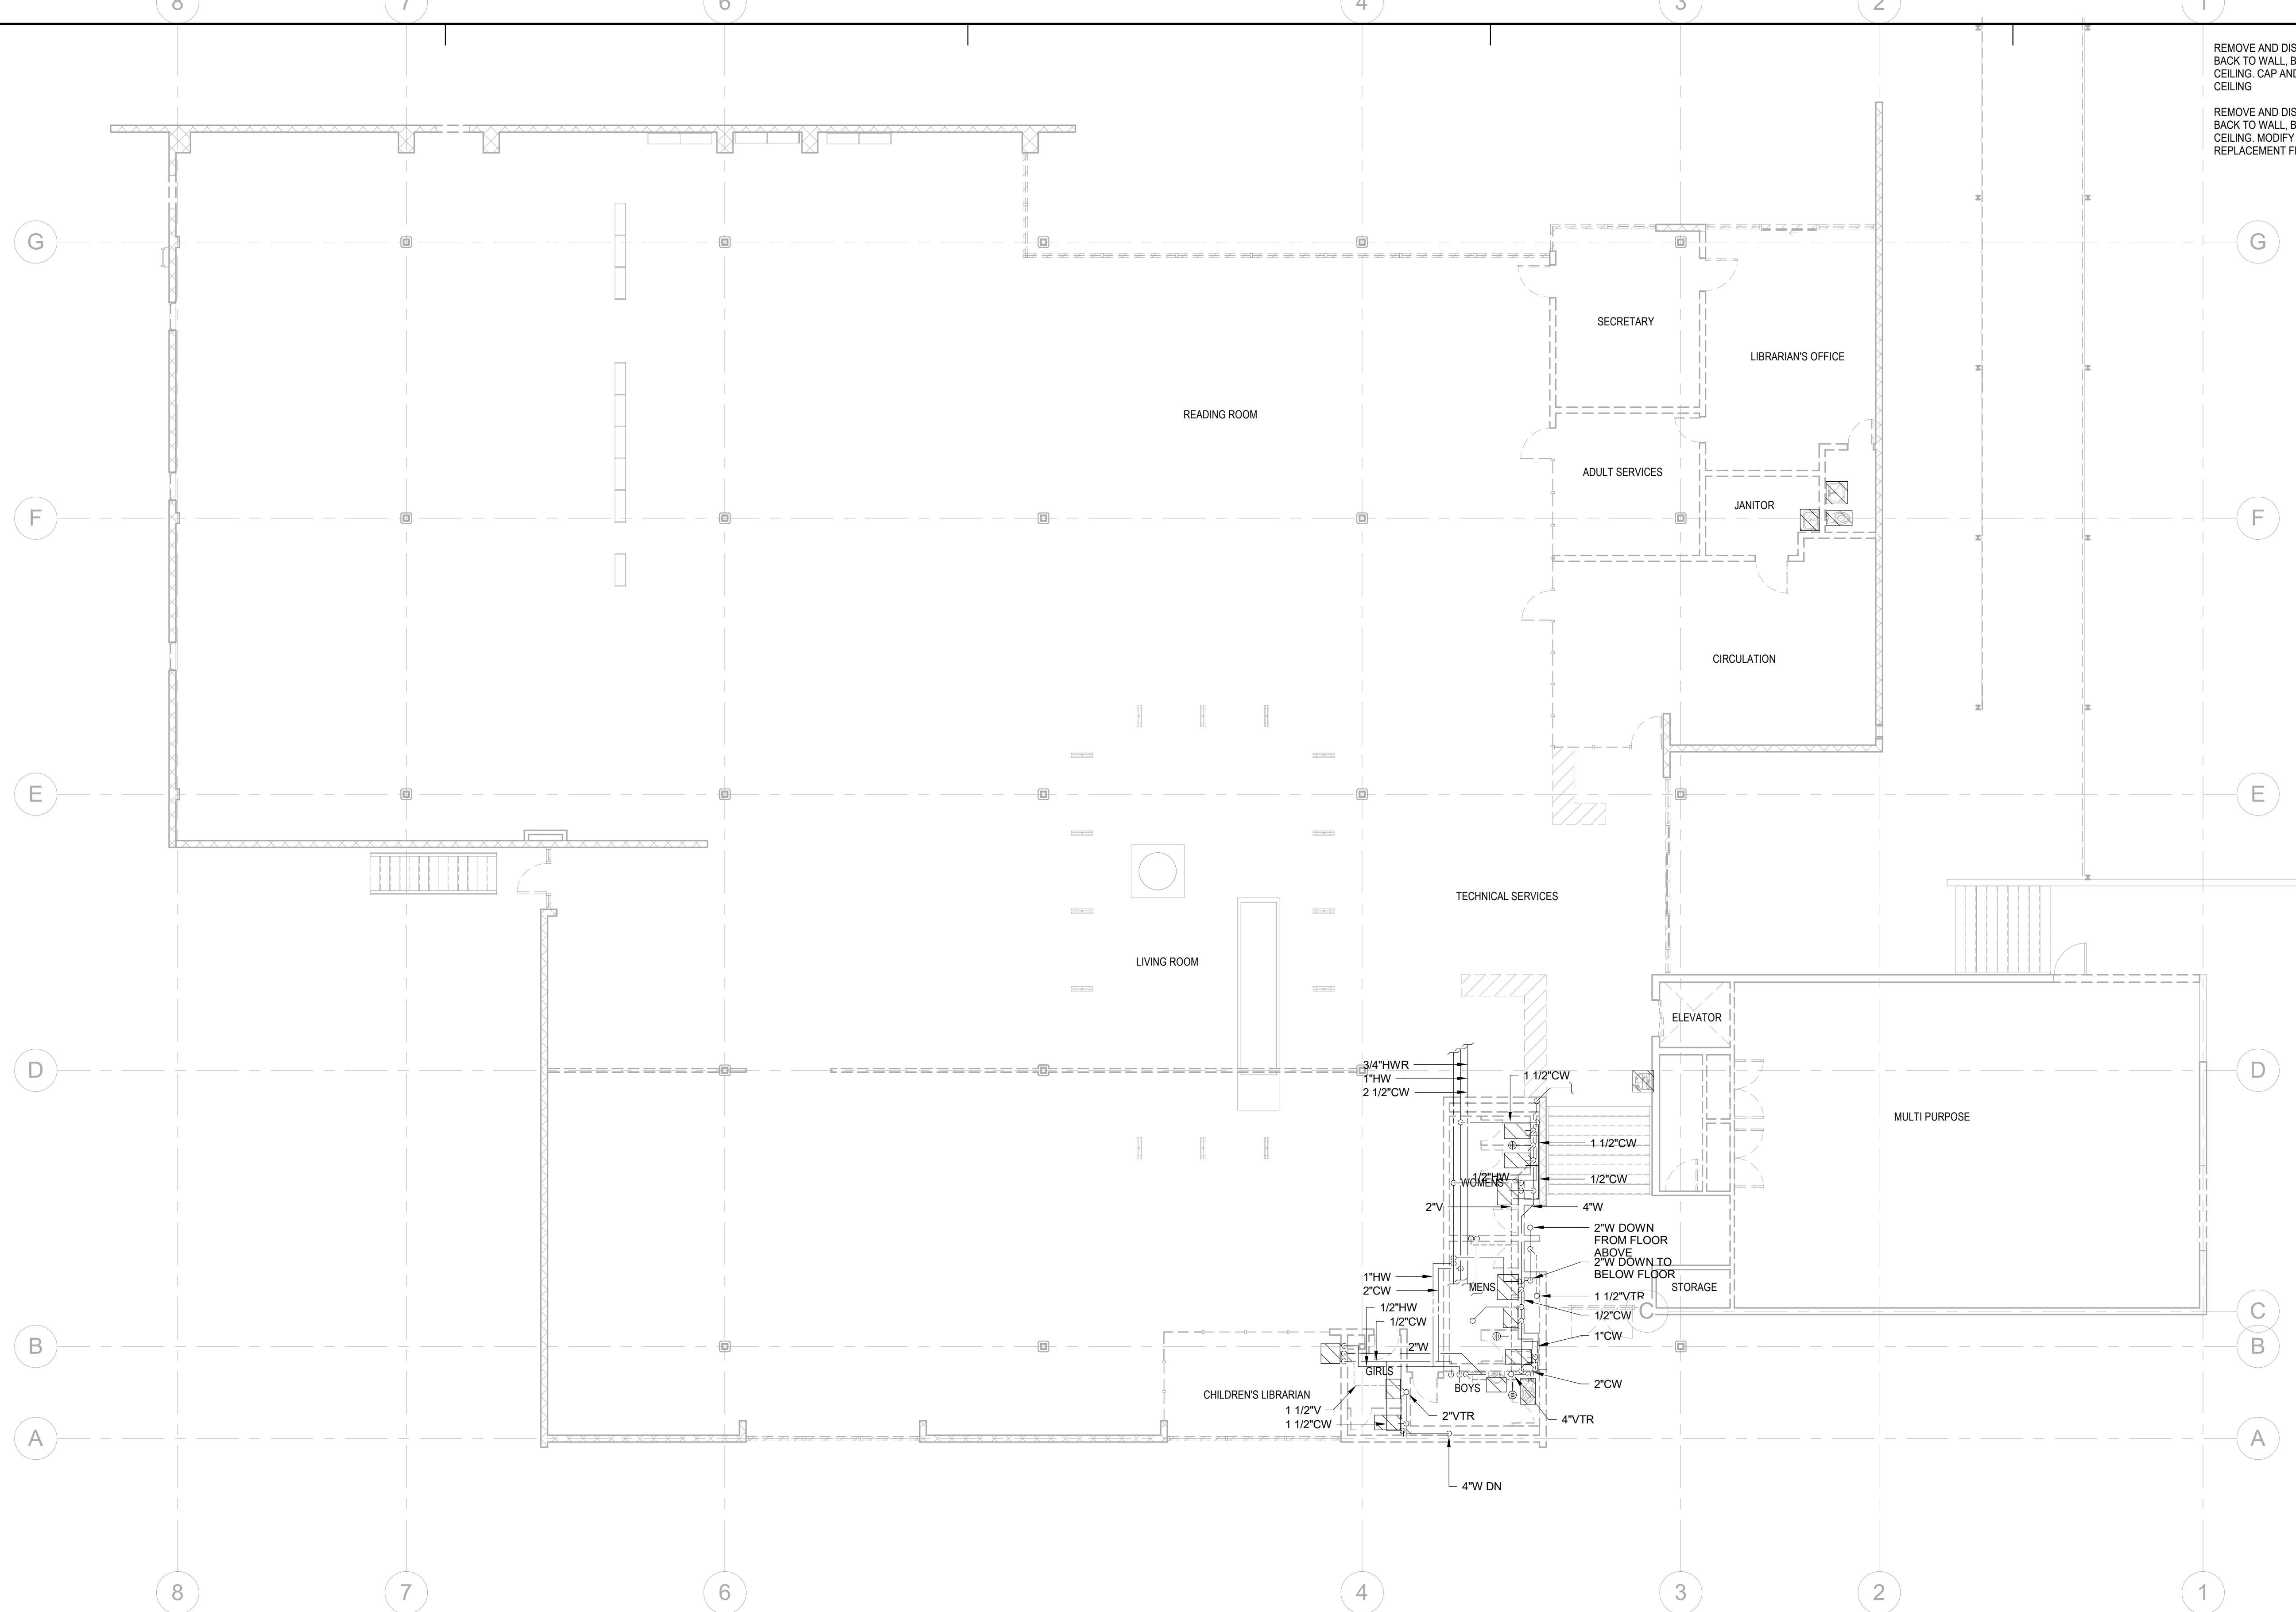 8 7 6 4 3 2 1
REMOVE AND DIS
BACK TO WALL, B
CEILING. CAP AND
CEILING
REMOVE AND DIS
BACK TO WALL, B
CEILING. MODIFY
REPLACEMENT
G G
SECRETARY
LIBRARIAN'S OFFICE
READING ROOM
ADULT SERVICES
JANITOR
F F
CIRCULATION
E E
TECHNICAL SERVICES
LIVING ROOM
ELEVATOR
D D
3/4"HWR
1"HW
2 1/2"CW
1 1/2"CW
MULTI PURPOSE
1 1/2"CW
1/2"HW
WOMENS
1/2"CW
2"V
4"W
2"W DOWN
FROM FLOOR
ABOVE
2"W DOWN TO
BELOW FLOOR
1"HW
2"CW
MENS
STORAGE
1 1/2"VTR
1/2"HW
1/2"CW
1/2"CW
C C
1"CW
B B
2"W
GIRLS
2"CW
BOYS
CHILDREN'S LIBRARIAN
1 1/2"V
1 1/2"CW
2"VTR
4"VTR
A A
4"W DN
8 7 6 4 3 2 1